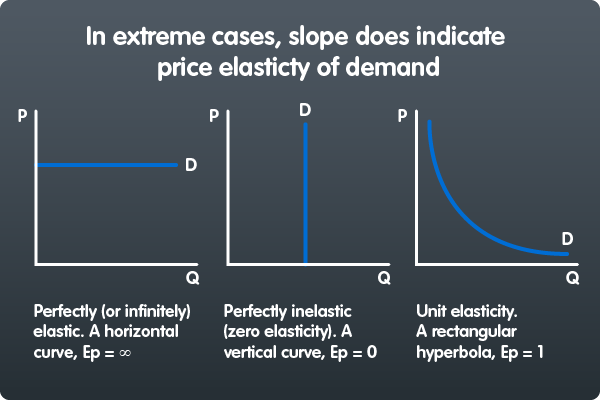 In extreme cases, slope does indicate
price elasticty of demand
P
D
Q
P
D
Q
P
D
Q
Perfectly (or infinitely)
elastic. A horizontal
curve, Ep = ∞
Perfectly inelastic
(zero elasticity). A
vertical curve, Ep = 0
Unit elasticity.
A rectangular
hyperbola, Ep = 1